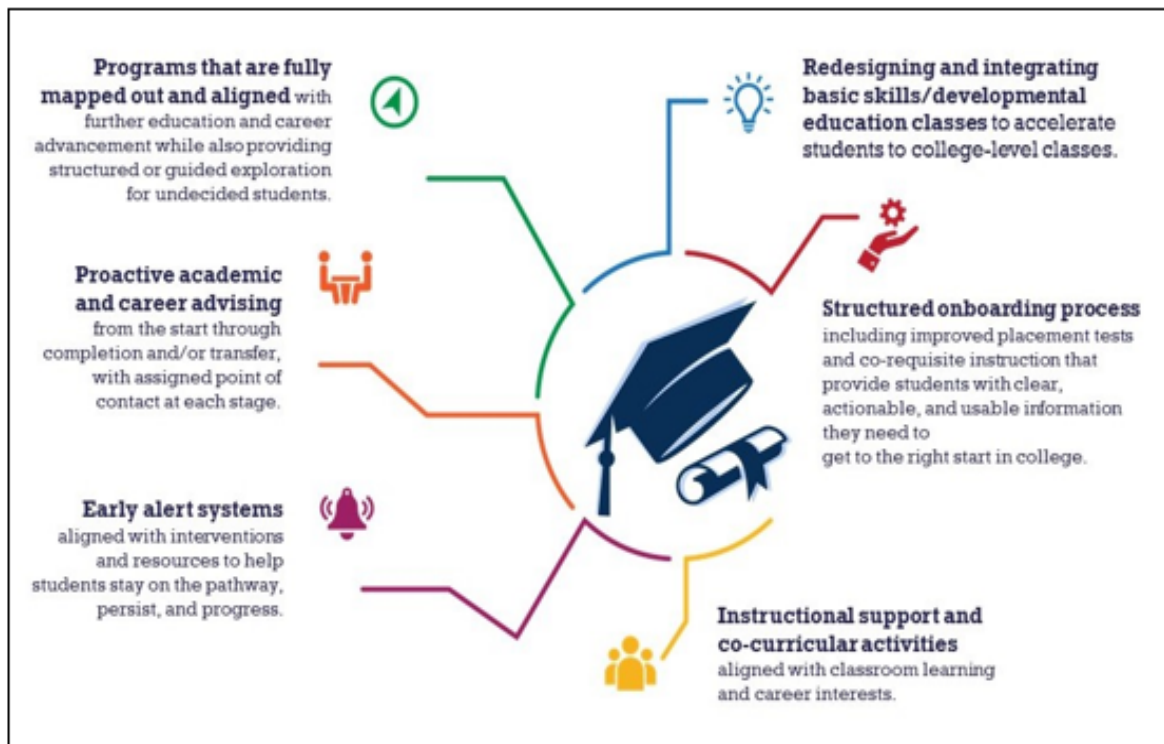 Programs that are fully
mapped out and aligned with
further education and career
advancement while also providing
structured or guided exploration
for undecided students.
Proactive academic
and career advising
from the start through
completion and/or transfer,
with assigned point of
contact at each stage.
Early alert systems
aligned with interventions
and resources to help
students stay on the pathway,
persist, and progress.
Redesigning and integrating
basic skills/developmental
education classes to accelerate
students to college-level classes.
Structured onboarding process
including improved placement tests
and co-requisite instruction that
provide students with clear,
actionable, and usable information
they need to
get to the right start in college.
Instructional support and
co-curricular activities
aligned with classroom learning
and career interests.